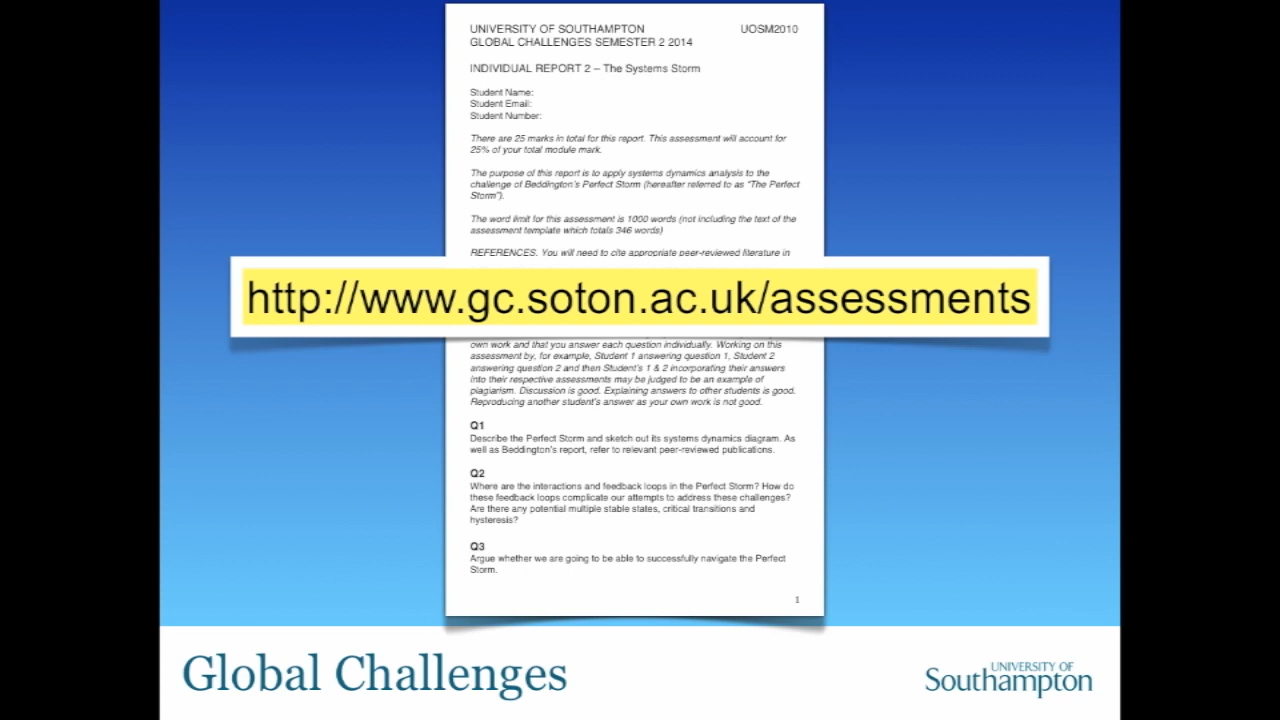 UNIVERSITY OF SOUTHAMPTON UOSM2010
GLOBAL CHALLENGES SEMESTER 2 2014
INDIVIDUAL REPORT 2 – The Systems Storm
Student Name:
Student Email:
Student Number:
There are 25 marks in total for this report. This assessment will account for
25% of your total module mark.
The purpose of this report is to apply systems dynamics analysis to the
challenge of Beddington's Perfect Storm (hereafter referred to as "The Perfect
Storm").
The word limit for this assessment is 1000 words (not including the text of the
assessment template which totals 346 words)
REFERENCES. You will need to cite appropriate peer-reviewed literature in
http://www.gc.soton.ac.uk/assessments
own work and that you answer each question individually. Working on this
assessment by, for example, Student 1 answering question 1, Student 2
answering question 2 and then Student's 1 & 2 incorporating their answers
into their respective assessments may be judged to be an example of
plagiarism. Discussion is good. Explaining answers to other students is good.
Reproducing another student's answer as your own work is not good.
Q1
Describe the Perfect Storm and sketch out its systems dynamics diagram. As
well as Beddington's report, refer to relevant peer-reviewed publications.
Q2
Where are the interactions and feedback loops in the Perfect Storm? How do
these feedback loops complicate our attempts to address these challenges?
Are there any potential multiple stable states, critical transitions and
hysteresis?
Q3
Argue whether we are going to be able to successfully navigate the Perfect
Storm.
1
Global Challenges
UNIVERSITY OF
Southampton